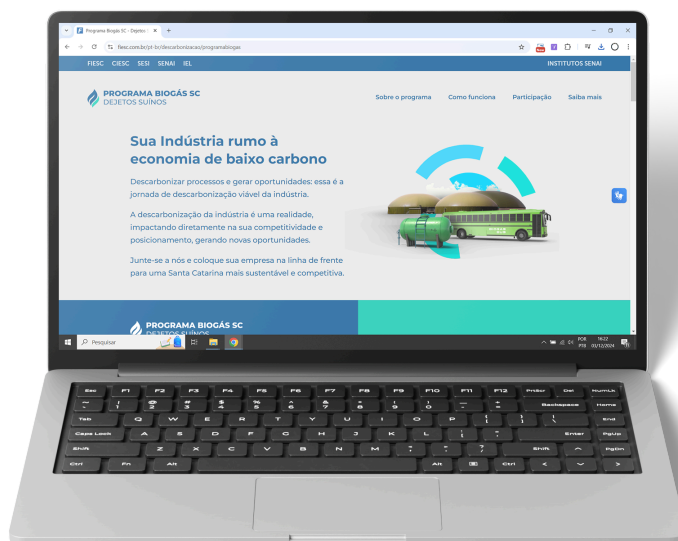 Programa Biogás SC - Dejetos S
fiesc.com.br/pt-br/descarbonizacao/programabiogas
FIESC CIESC SESI SENAI IEL
INSTITUTOS SENAI
PROGRAMA BIOGÁS SC
DEJETOS SUÍNOS
Sobre o programa Como funciona Participação Saiba mais
Sua Indústria rumo à
economia de baixo carbono
Descarbonizar processos e gerar oportunidades: essa é a
jornada de descarbonização viável da indústria.
A descarbonização da indústria é uma realidade,
impactando diretamente na sua competitividade e
posicionamento, gerando novas oportunidades.
Junte-se a nós e coloque sua empresa na linha de frente
para uma Santa Catarina mais sustentável e competitiva.
PROGRAMA BIOGÁS SC
DEJETOS SUÍNOS
Pesquisar
POR 16:22
PTB 03/12/2024
Esc F1 F2 F3 F4 F5 F6 F7 F8 F9 F10 F11 F12 PrtScr Del NumLk
~ ! @ # $ % ^ & * ( ) — +
Backspace Home
Tab Q W E R T Y U I O P { } End
Caps Lock A S D F G H J K L Enter PgUp
Shift Z X C V B N M Shift PgDn
Ctrl Fn Alt Alt Ctrl